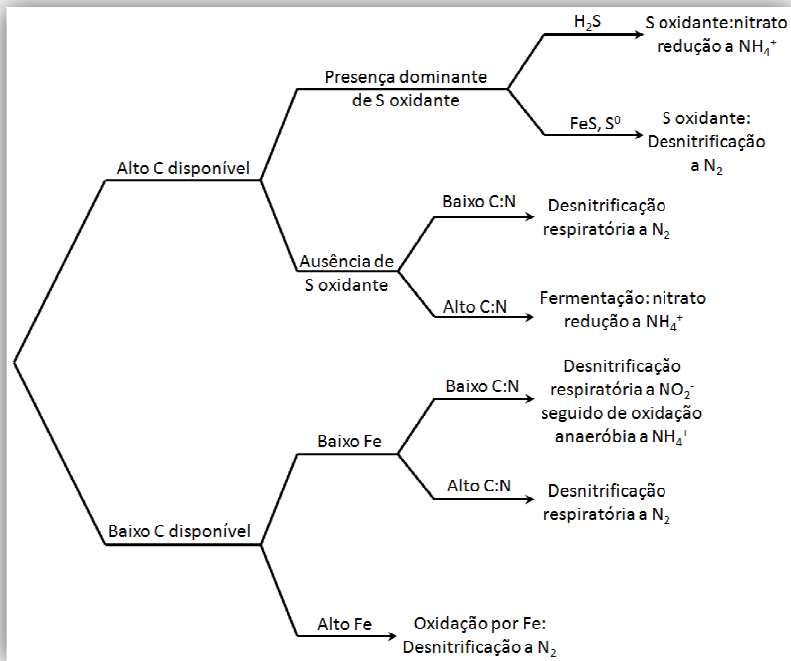 H₂S
S oxidante:nitrato
redução a NH₄⁺
Presença dominante
de S oxidante
FeS, S⁰
S oxidante:
Desnitrificação
a N₂
Alto C disponível
Baixo C:N
Desnitrificação
respiratória a N₂
Ausência de
S oxidante
Alto C:N
Fermentação: nitrato
redução a NH₄⁺
Baixo C:N
Desnitrificação
respiratória a NO₂⁻
seguido de oxidação
anaeróbia a NH₄⁺
Baixo Fe
Alto C:N
Desnitrificação
respiratória a N₂
Baixo C disponível
Alto Fe
Oxidação por Fe:
Desnitrificação a N₂